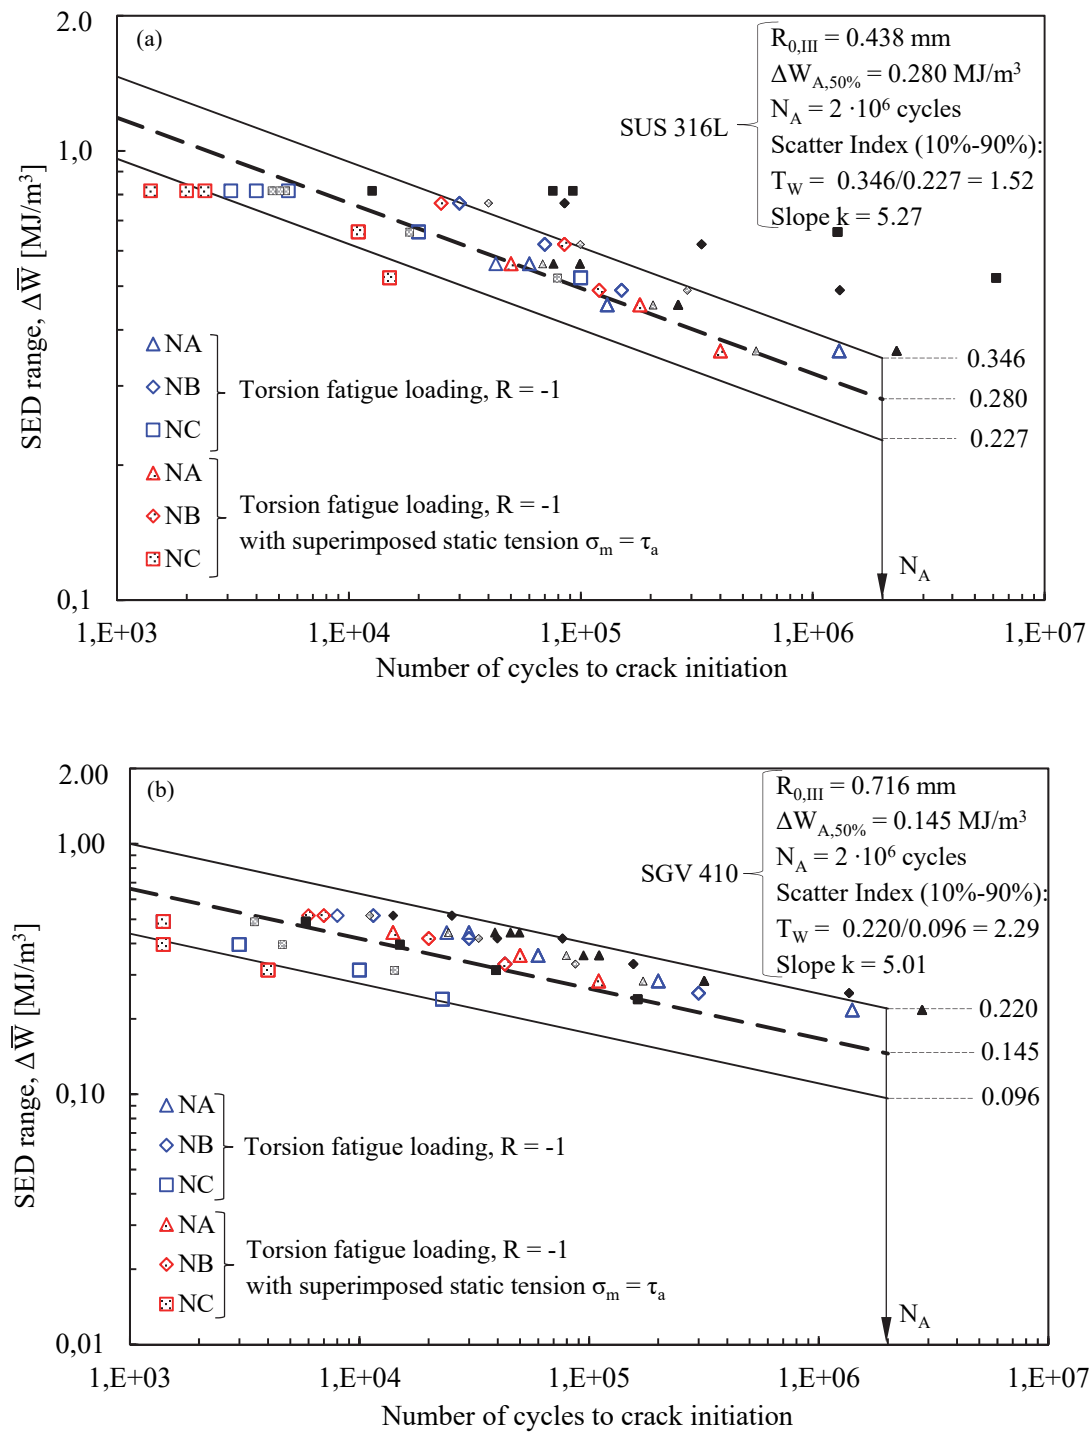 2.0
(a)
R0,III = 0.438 mm
ΔWA,50% = 0.280 MJ/m³
NA = 2 ·10⁶ cycles
SUS 316L
Scatter Index (10%-90%):
TW = 0.346/0.227 = 1.52
Slope k = 5.27
1,0
SED range, ΔW̅ [MJ/m³]
0.346
0.280
0.227
NA
NB
Torsion fatigue loading, R = -1
NC
NA
NB
Torsion fatigue loading, R = -1
with superimposed static tension σm = τa
NC
NA
0,1
1,E+03
1,E+04
1,E+05
1,E+06
1,E+07
Number of cycles to crack initiation
2.00
(b)
R0,III = 0.716 mm
ΔWA,50% = 0.145 MJ/m³
NA = 2 ·10⁶ cycles
SGV 410
Scatter Index (10%-90%):
TW = 0.220/0.096 = 2.29
Slope k = 5.01
1,00
SED range, ΔW̅ [MJ/m³]
0.220
0.145
0.096
0,10
NA
NB
Torsion fatigue loading, R = -1
NC
NA
NB
Torsion fatigue loading, R = -1
with superimposed static tension σm = τa
NC
NA
0,01
1,E+03
1,E+04
1,E+05
1,E+06
1,E+07
Number of cycles to crack initiation